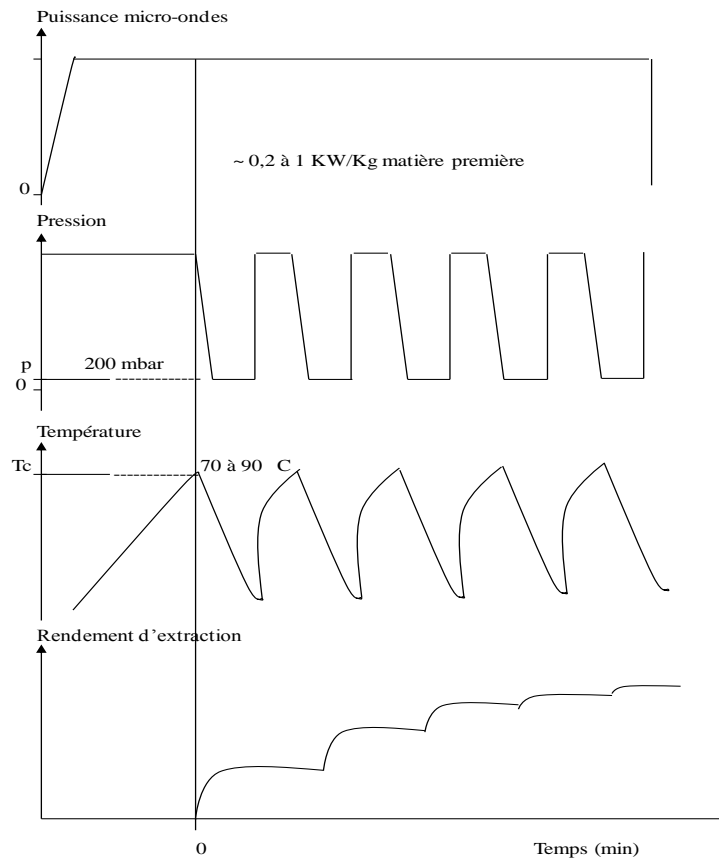 Puissance micro-ondes
~ 0,2 à 1 KW/Kg matière première
0
Pression
p
200 mbar
0
Température
Tc
70 à 90 C
Rendement d'extraction
0
Temps (min)